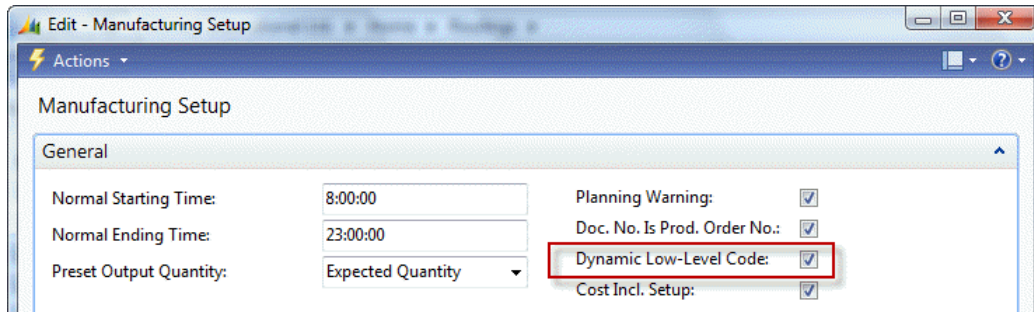 Edit - Manufacturing Setup
Actions
Manufacturing Setup
General
Normal Starting Time: 8:00:00 Planning Warning:
Normal Ending Time: 23:00:00 Doc. No. Is Prod. Order No.:
Preset Output Quantity: Expected Quantity Dynamic Low-Level Code:
Cost Incl. Setup: